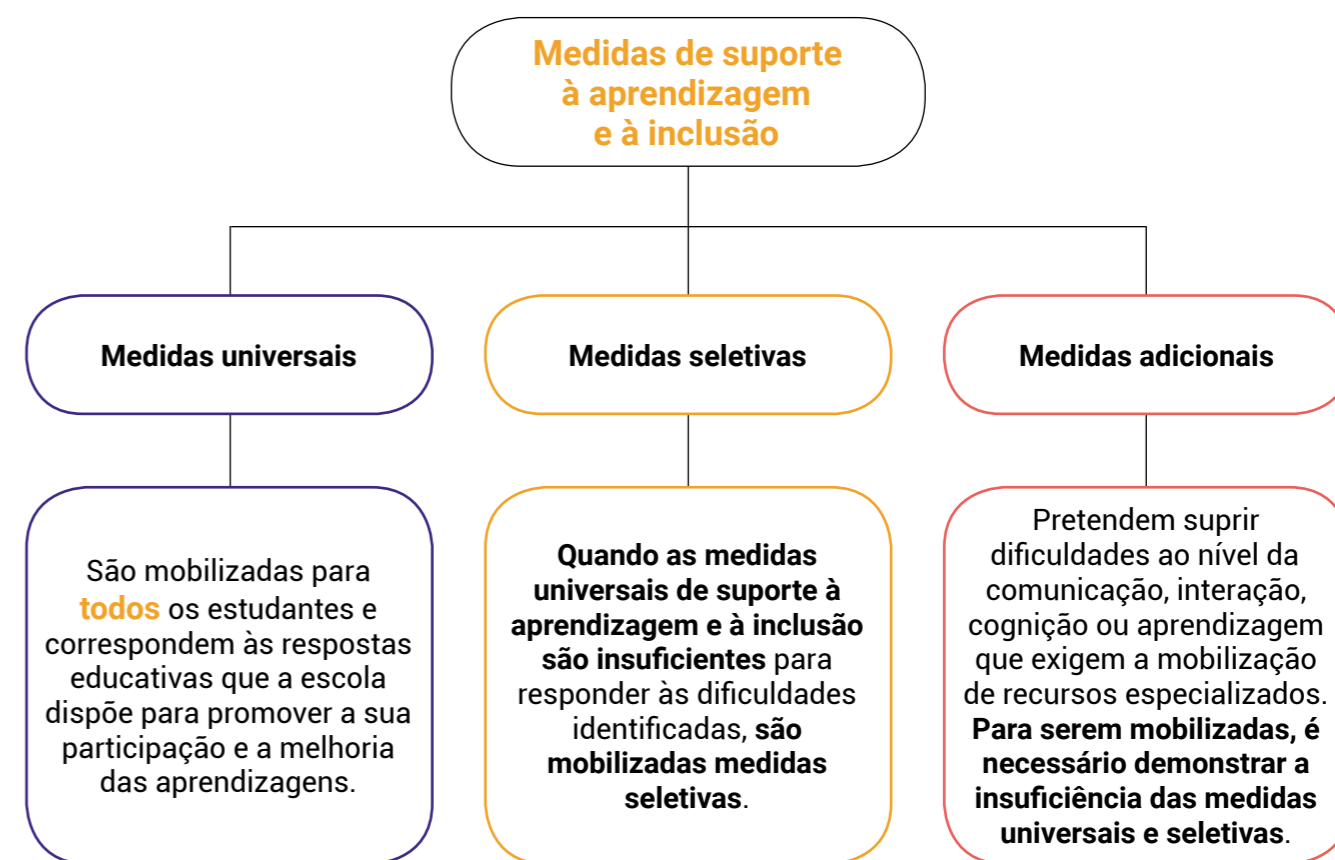 Medidas de suporte
à aprendizagem
e à inclusão
Medidas universais
Medidas seletivas
Medidas adicionais
São mobilizadas para
todos os estudantes e
correspondem às respostas
educativas que a escola
dispõe para promover a sua
participação e a melhoria
das aprendizagens.
Quando as medidas
universais de suporte à
aprendizagem e à inclusão
são insuficientes para
responder às dificuldades
identificadas, são
mobilizadas medidas
seletivas.
Pretendem suprir
dificuldades ao nível da
comunicação, interação,
cognição ou aprendizagem
que exigem a mobilização
de recursos especializados.
Para serem mobilizadas, é
necessário demonstrar a
insuficiência das medidas
universais e seletivas.